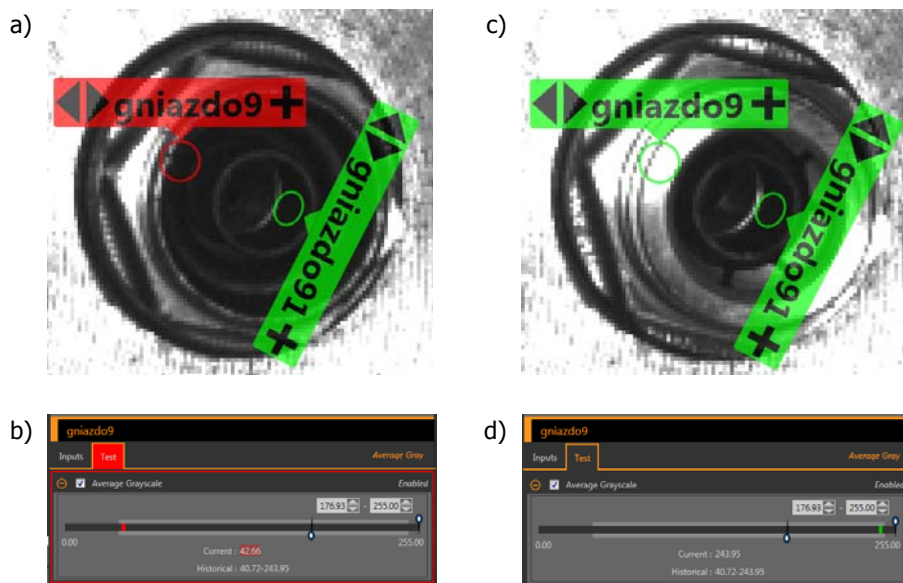 a)
gniazdo9 +
gniazdo91 +
c)
gniazdo9 +
gniazdo91 +
b)
gniazdo9
Inputs Test Average Gray
Average Grayscale Enabled
176.93 - 255.00
0.00 255.00
Current : 42.66
Historical : 40.72-243.95
d)
gniazdo9
Inputs Test Average Gray
Average Grayscale Enabled
176.93 - 255.00
0.00 255.00
Current : 243.95
Historical : 40.72-243.95